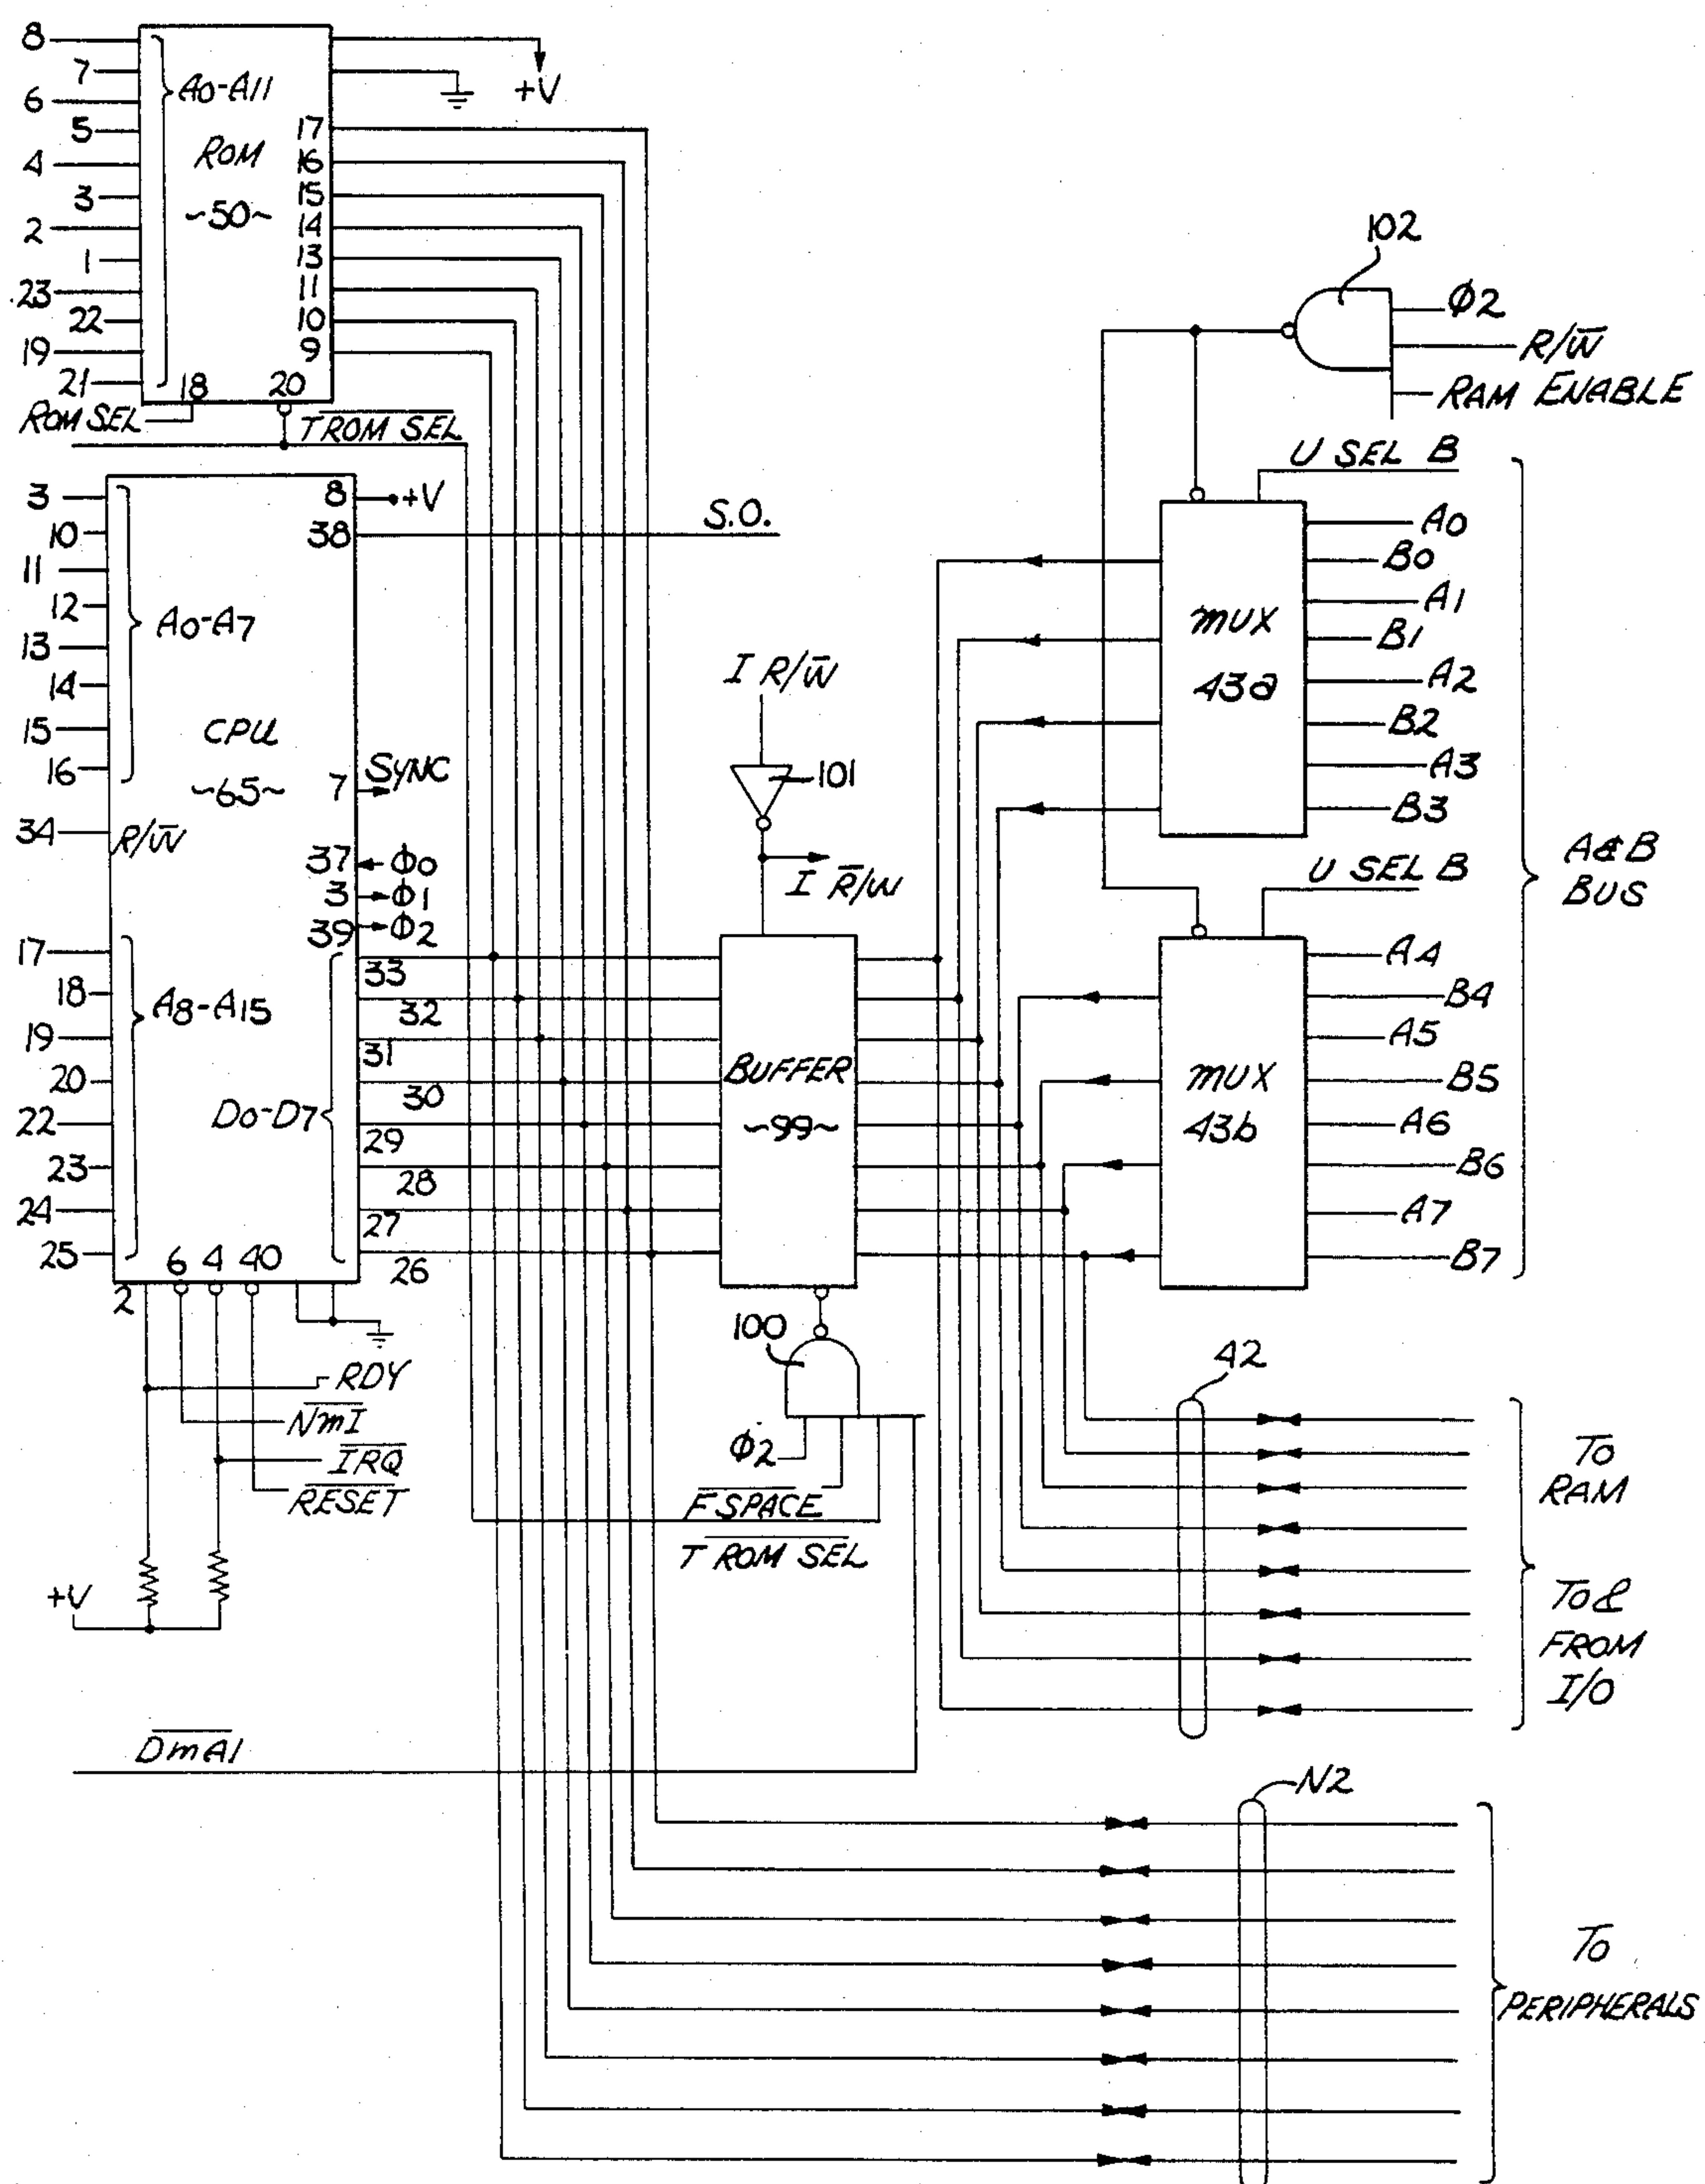 8
7
6
5
4
3
2
1
23
22
19
21
A0-A11
ROM
~50~
17
16
15
14
13
11
10
9
18
20
+V
ROM SEL
TROM SEL
3
10
11
12
13
14
15
16
34
17
18
19
20
22
23
24
25
A0-A7
CPU
~65~
R/W̅
A8-A15
D0-D7
8
+V
38
S.O.
7
SYNC
37
Φ0
3
Φ1
39
Φ2
33
32
31
30
29
28
27
26
2
6
4
40
RDY
NMI
IRQ
RESET
+V
DMA1
I R/W̅
101
I R̅/W
BUFFER
~99~
100
Φ2
FSPACE
T ROM SEL
102
Φ2
R/W̅
RAM ENABLE
U SEL B
MUX
43a
A0
B0
A1
B1
A2
B2
A3
B3
U SEL B
MUX
43b
A4
B4
A5
B5
A6
B6
A7
B7
A&B
BUS
A2
TO
RAM
TO &
FROM
I/O
N2
TO
PERIPHERALS